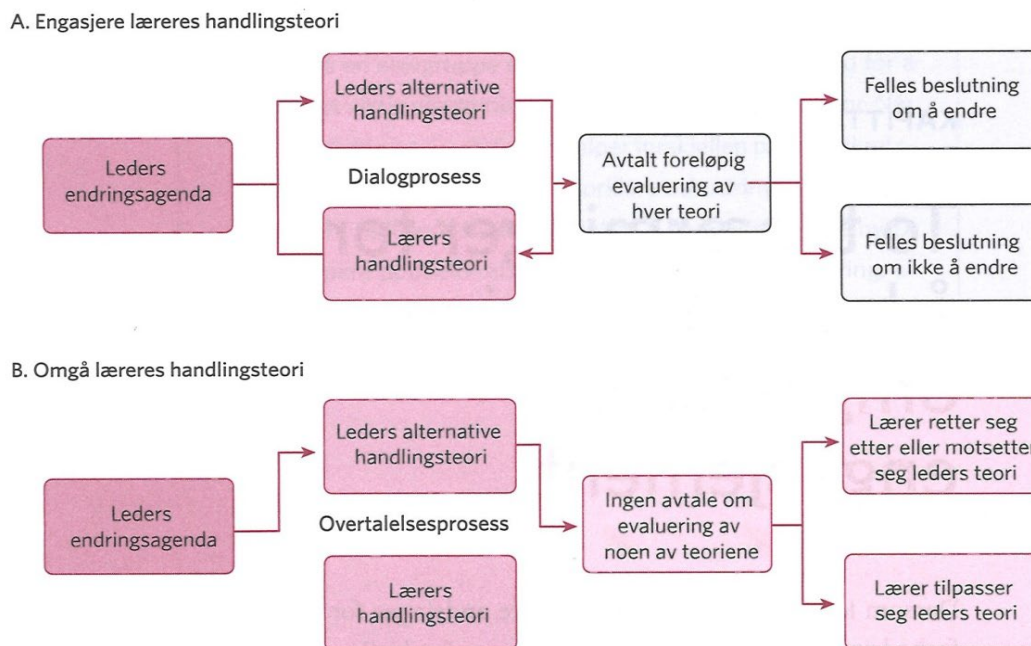 A. Engasjere læreres handlingsteori
Leders
endringsagenda
Leders alternative
handlingsteori
Dialogprosess
Lærers
handlingsteori
Avtalt foreløpig
evaluering av
hver teori
Felles beslutning
om å endre
Felles beslutning
om ikke å endre
B. Omgå læreres handlingsteori
Leders
endringsagenda
Leders alternative
handlingsteori
Overtalelsesprosess
Lærers
handlingsteori
Ingen avtale om
evaluering av
noen av teoriene
Lærer retter seg
etter eller motsetter
seg leders teori
Lærer tilpasser
seg leders teori